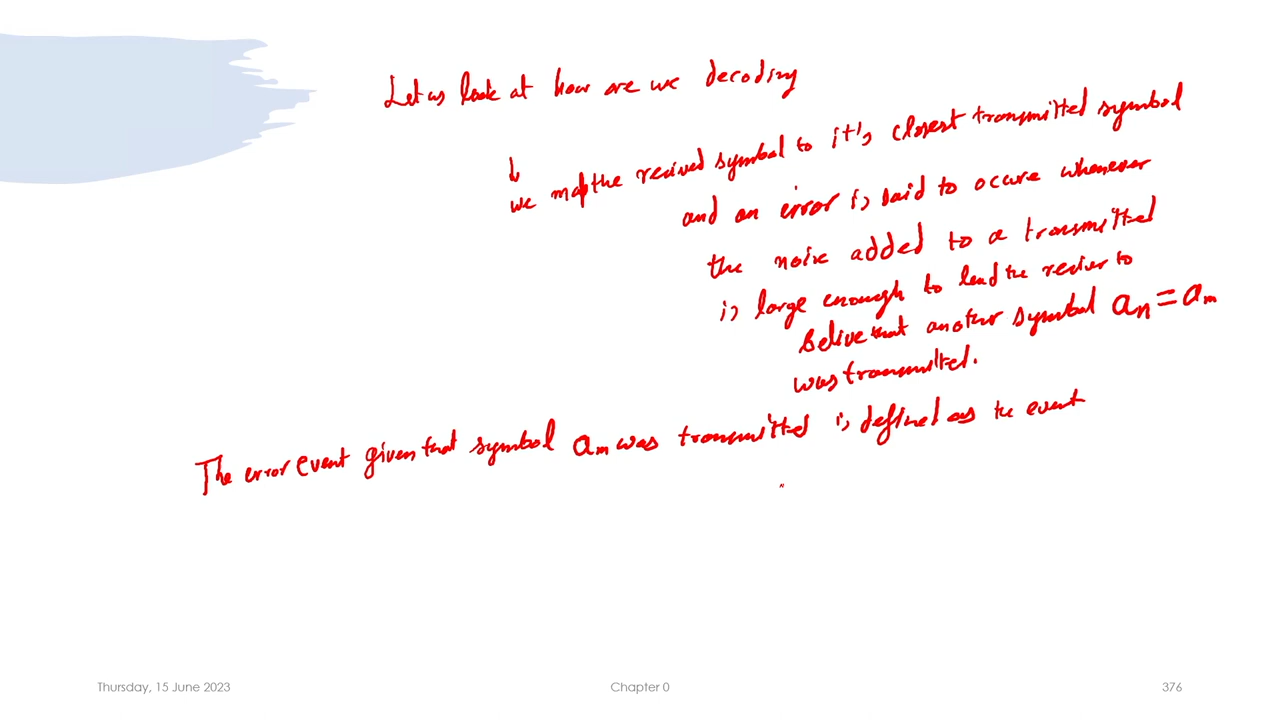 Let us look at how are we decoding
↓
we map the recived symbol to it's closest transmitted symbol
and an error is said to occure whenever
the noise added to a transmitted
is large enough to lead the reciver to
belive that another symbol an = am
was transmitted.
The error event given that symbol am was transmitted is defined as the event
Thursday, 15 June 2023
Chapter 0
376